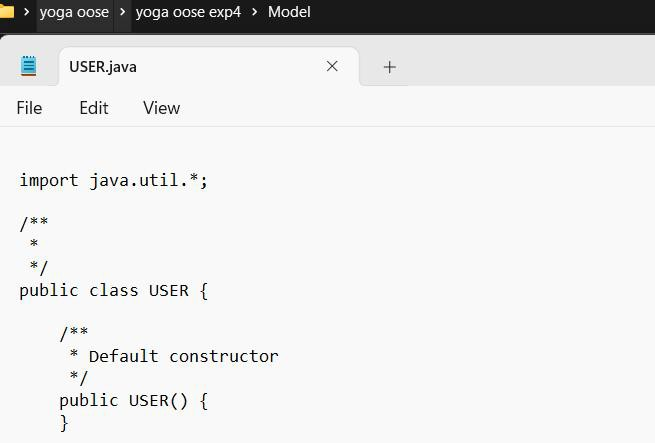 yoga oose > yoga oose exp4 > Model
USER.java
File Edit View
import java.util.*;
/**
 *
 */
public class USER {
    /**
     * Default constructor
     */
    public USER() {
    }